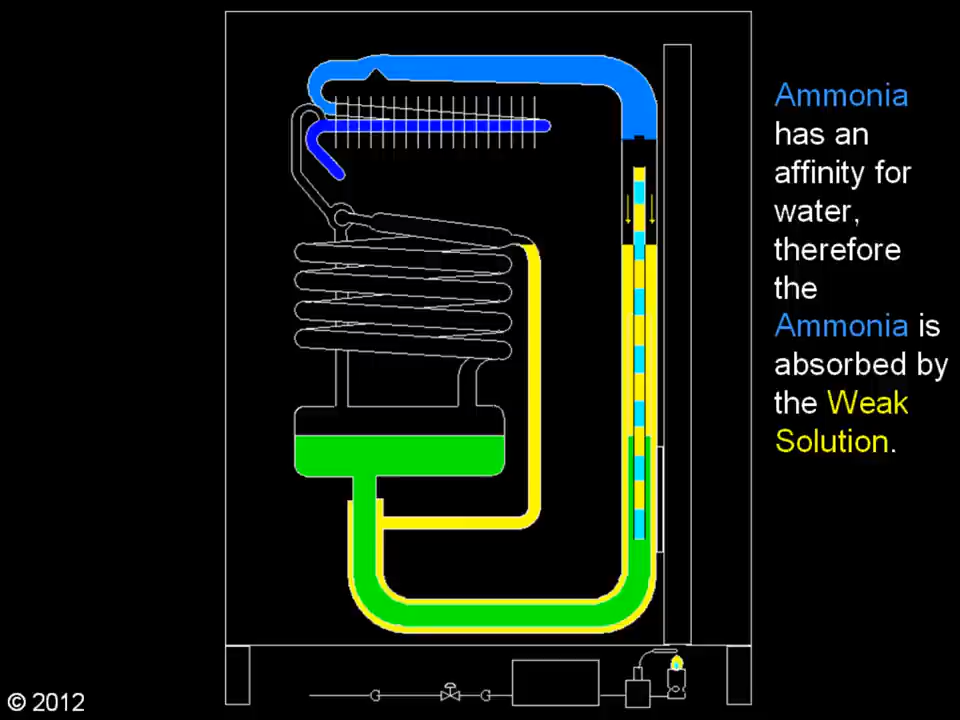 Ammonia
has an
affinity for
water,
therefore
the
Ammonia is
absorbed by
the Weak
Solution.
© 2012